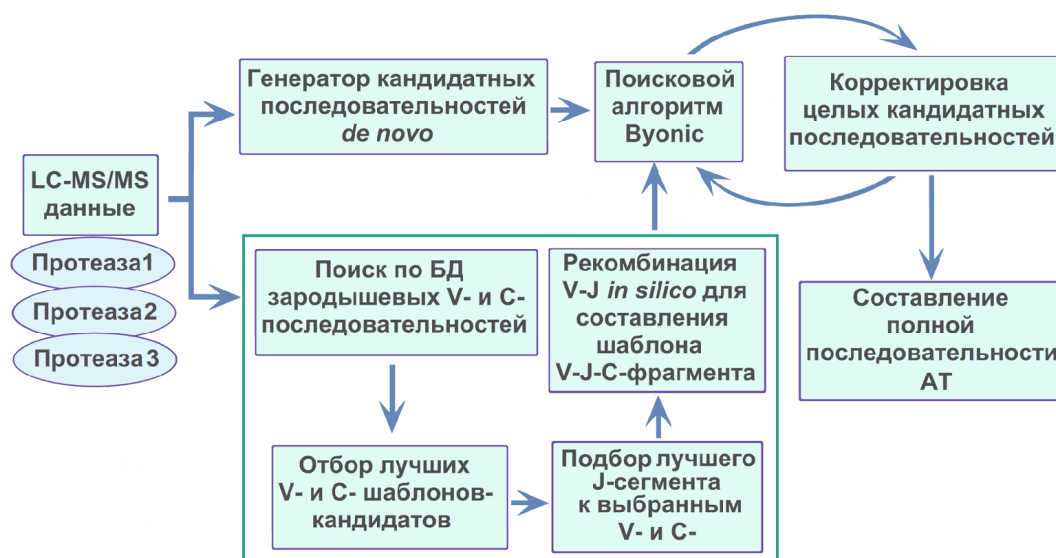 LC-MS/MS
данные
Протеаза1
Протеаза2
Протеаза3
Генератор кандидатных
последовательностей
de novo
Поисковой
алгоритм
Byonic
Корректировка
целых кандидатных
последовательностей
Поиск по БД
зародышевых V- и C-
последовательностей
Отбор лучших
V- и C- шаблонов-
кандидатов
Подбор лучшего
J-сегмента
к выбранным
V- и C-
Рекомбинация
V-J in silico для
составления
шаблона
V-J-C-фрагмента
Составление
полной
последовательности
АТ